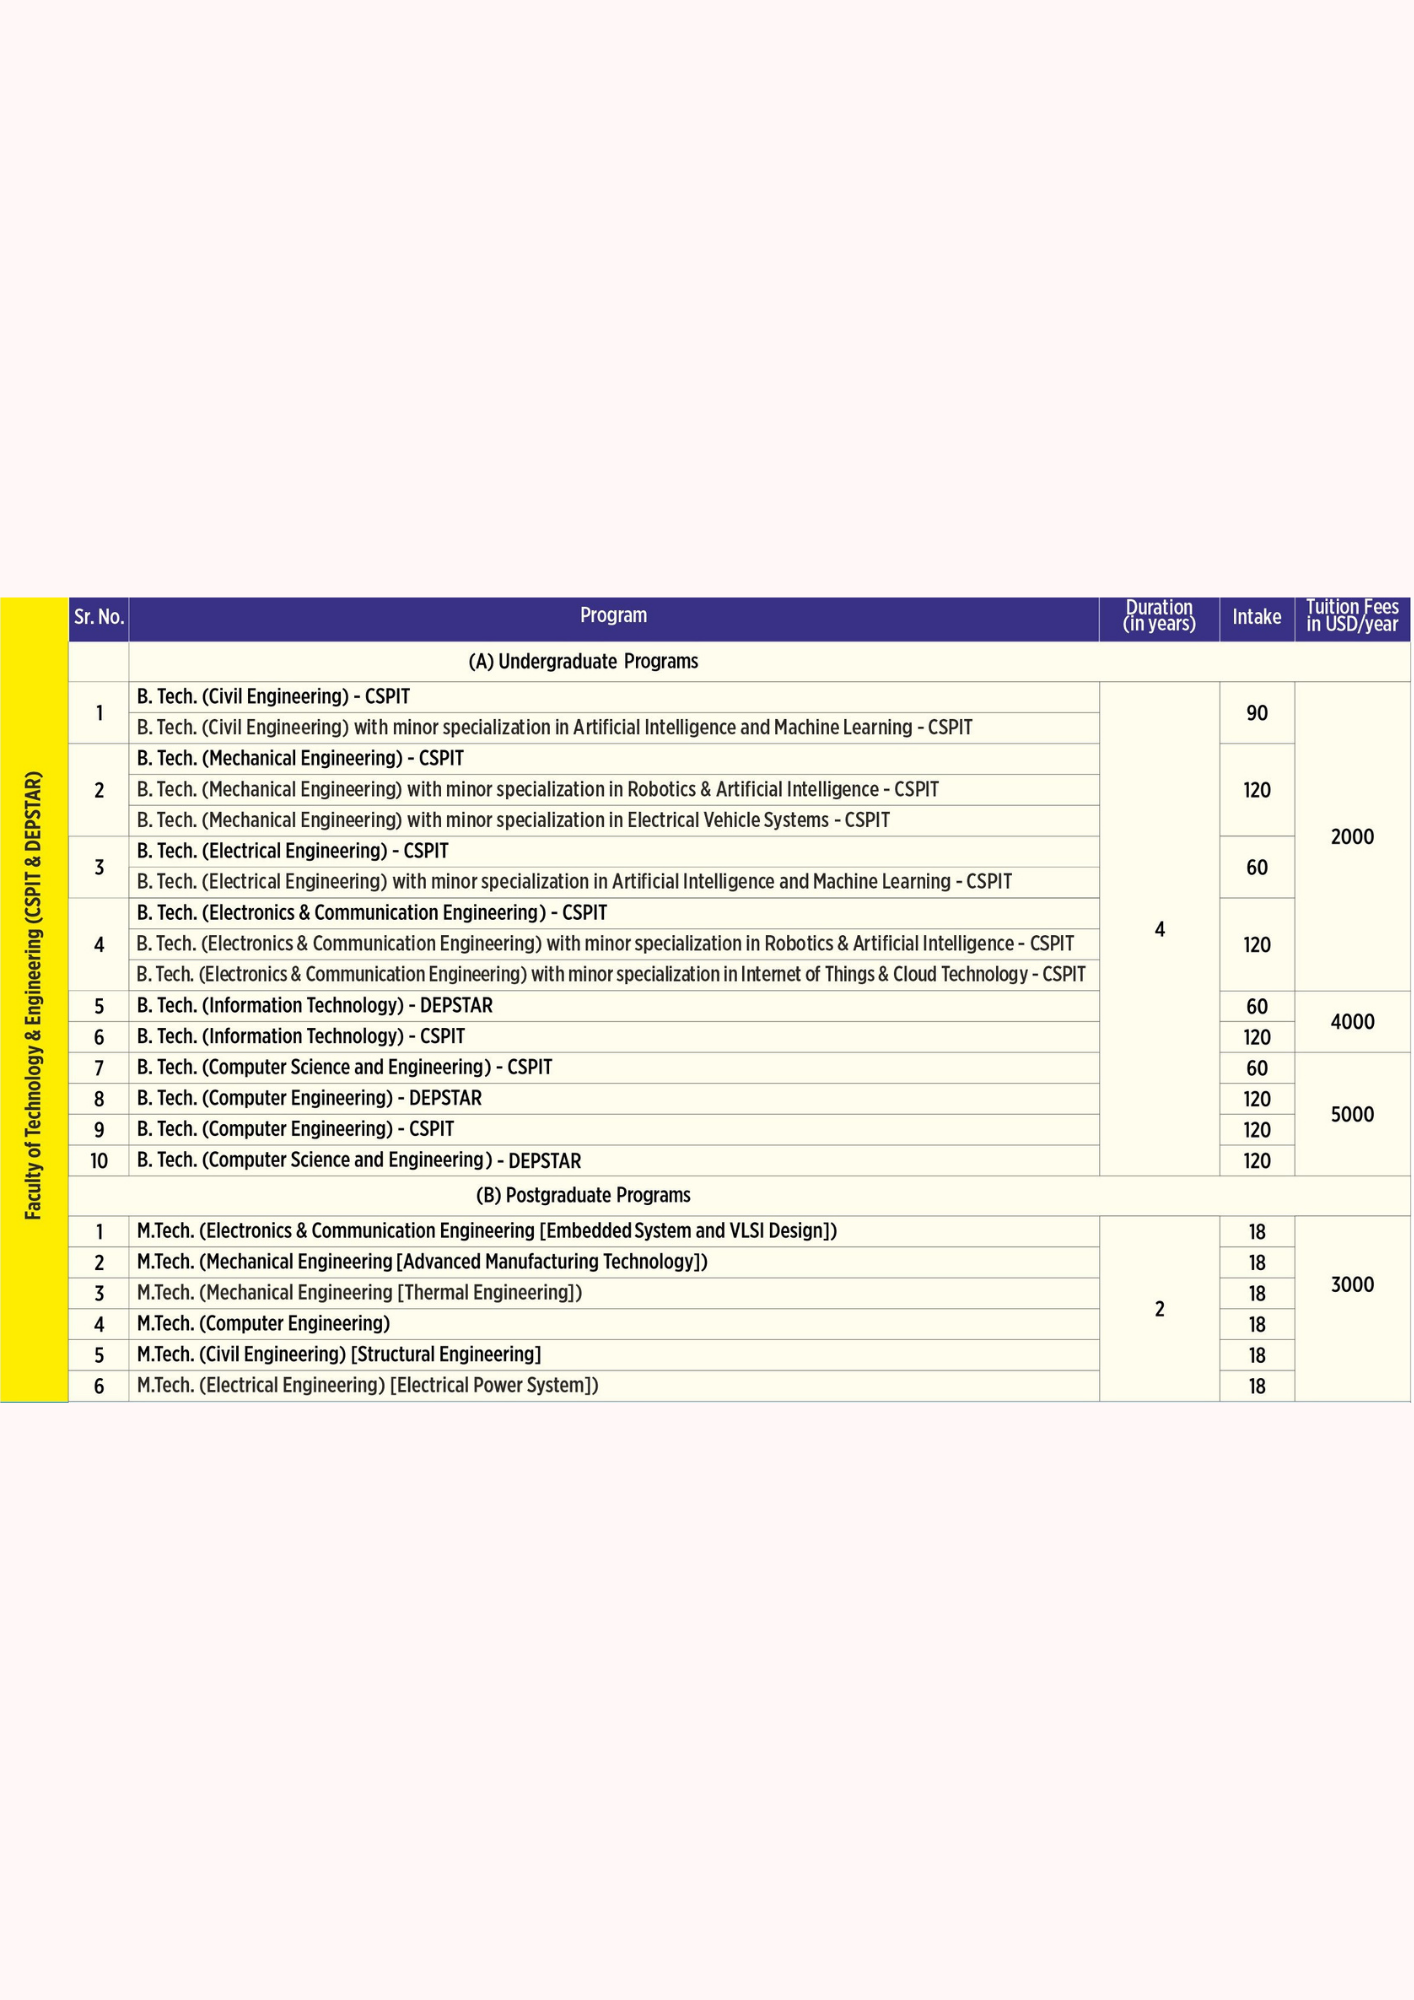 Faculty of Technology & Engineering (CSPIT & DEPSTAR)
Sr. No. Program Duration (in years) Intake Tuition Fees in USD/year
(A) Undergraduate Programs
1 B. Tech. (Civil Engineering) - CSPIT 4 90 2000
B. Tech. (Civil Engineering) with minor specialization in Artificial Intelligence and Machine Learning - CSPIT
2 B. Tech. (Mechanical Engineering) - CSPIT 120
B. Tech. (Mechanical Engineering) with minor specialization in Robotics & Artificial Intelligence - CSPIT
B. Tech. (Mechanical Engineering) with minor specialization in Electrical Vehicle Systems - CSPIT
3 B. Tech. (Electrical Engineering) - CSPIT 60
B. Tech. (Electrical Engineering) with minor specialization in Artificial Intelligence and Machine Learning - CSPIT
4 B. Tech. (Electronics & Communication Engineering) - CSPIT 120
B. Tech. (Electronics & Communication Engineering) with minor specialization in Robotics & Artificial Intelligence - CSPIT
B. Tech. (Electronics & Communication Engineering) with minor specialization in Internet of Things & Cloud Technology - CSPIT
5 B. Tech. (Information Technology) - DEPSTAR 60 4000
6 B. Tech. (Information Technology) - CSPIT 120
7 B. Tech. (Computer Science and Engineering) - CSPIT 60 5000
8 B. Tech. (Computer Engineering) - DEPSTAR 120
9 B. Tech. (Computer Engineering) - CSPIT 120
10 B. Tech. (Computer Science and Engineering) - DEPSTAR 120
(B) Postgraduate Programs
1 M.Tech. (Electronics & Communication Engineering [Embedded System and VLSI Design]) 2 18 3000
2 M.Tech. (Mechanical Engineering [Advanced Manufacturing Technology]) 18
3 M.Tech. (Mechanical Engineering [Thermal Engineering]) 18
4 M.Tech. (Computer Engineering) 18
5 M.Tech. (Civil Engineering) [Structural Engineering] 18
6 M.Tech. (Electrical Engineering) [Electrical Power System]) 18